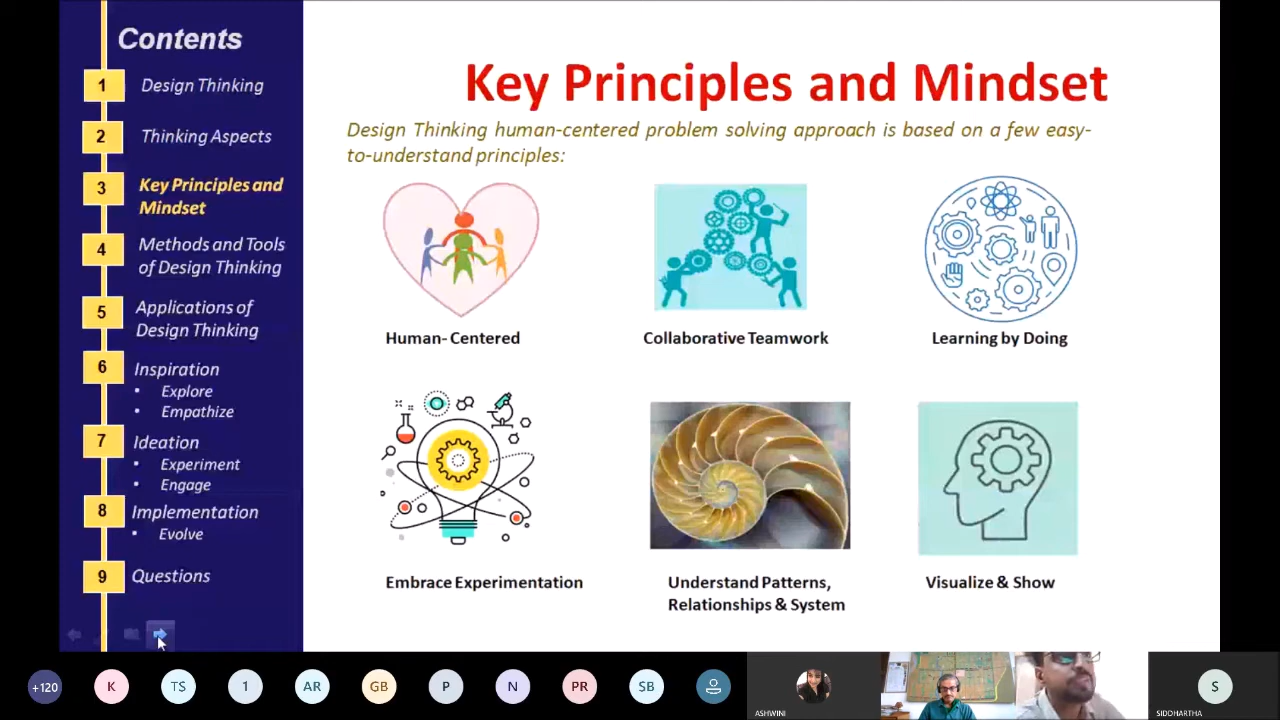 Contents
1
Design Thinking
2
Thinking Aspects
3
Key Principles and
Mindset
4
Methods and Tools
of Design Thinking
5
Applications of
Design Thinking
6
Inspiration
• Explore
• Empathize
7
Ideation
• Experiment
• Engage
8
Implementation
• Evolve
9
Questions
Key Principles and Mindset
Design Thinking human-centered problem solving approach is based on a few easy-
to-understand principles:
Human- Centered
Collaborative Teamwork
Learning by Doing
Embrace Experimentation
Understand Patterns,
Relationships & System
Visualize & Show
+120
K
TS
1
AR
GB
P
N
PR
SB
ASHWINI
S
SIDDHARTHA